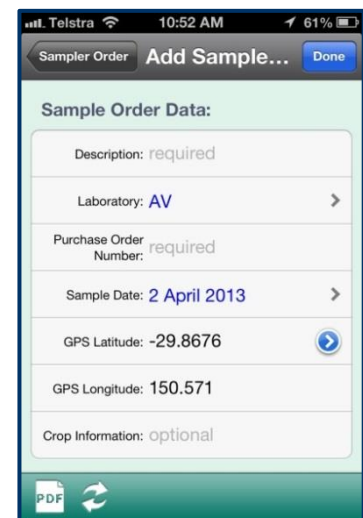 Telstra 10:52 AM 61%
Sampler Order Add Sample... Done
Sample Order Data:
Description: required
Laboratory: AV
Purchase Order
Number: required
Sample Date: 2 April 2013
GPS Latitude: -29.8676
GPS Longitude: 150.571
Crop Information: optional
PDF